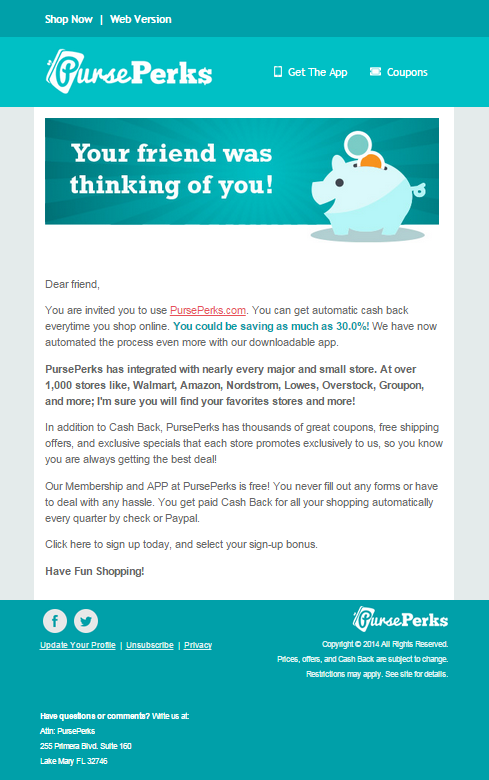 Shop Now | Web Version
PursePerks
Get The App
Coupons
Your friend was
thinking of you!
Dear friend,
You are invited you to use PursePerks.com. You can get automatic cash back
everytime you shop online. You could be saving as much as 30.0%! We have now
automated the process even more with our downloadable app.
PursePerks has integrated with nearly every major and small store. At over
1,000 stores like, Walmart, Amazon, Nordstrom, Lowes, Overstock, Groupon,
and more; I'm sure you will find your favorites stores and more!
In addition to Cash Back, PursePerks has thousands of great coupons, free shipping
offers, and exclusive specials that each store promotes exclusively to us, so you know
you are always getting the best deal!
Our Membership and APP at PursePerks is free! You never fill out any forms or have
to deal with any hassle. You get paid Cash Back for all your shopping automatically
every quarter by check or Paypal.
Click here to sign up today, and select your sign-up bonus.
Have Fun Shopping!
PursePerks
Update Your Profile | Unsubscribe | Privacy
Copyright © 2014 All Rights Reserved.
Prices, offers, and Cash Back are subject to change.
Restrictions may apply. See site for details.
Have questions or comments? Write us at:
Attn: PursePerks
255 Primera Blvd. Suite 160
Lake Mary FL 32746